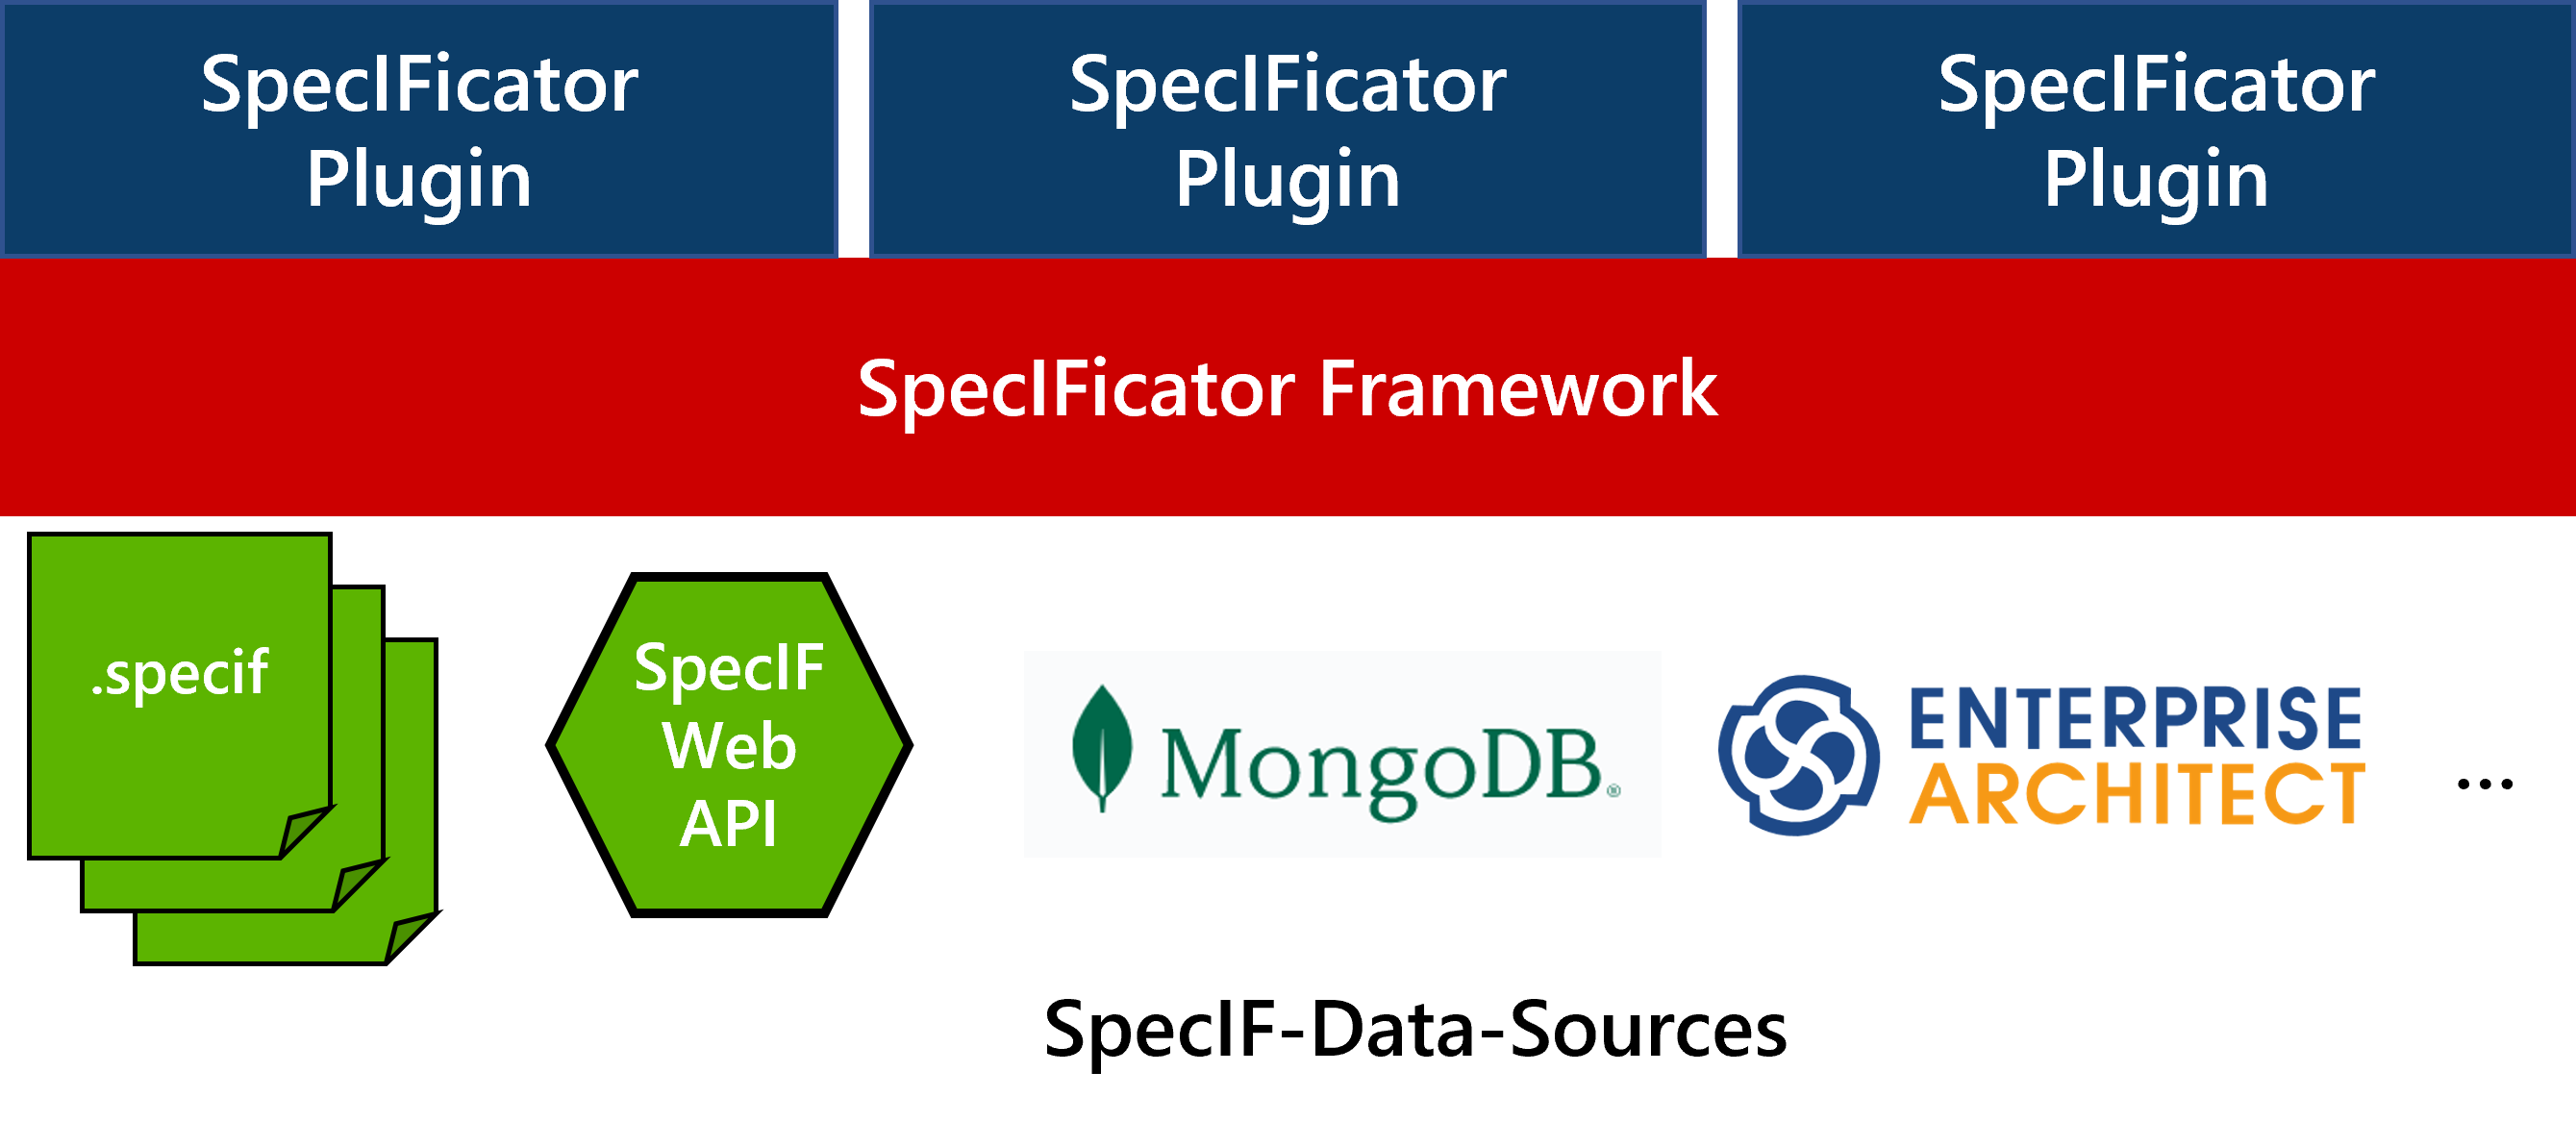 SpecIFicator
Plugin
SpecIFicator
Plugin
SpecIFicator
Plugin
SpecIFicator Framework
.specif
SpecIF
Web
API
MongoDB®
ENTERPRISE
ARCHITECT
...
SpecIF-Data-Sources